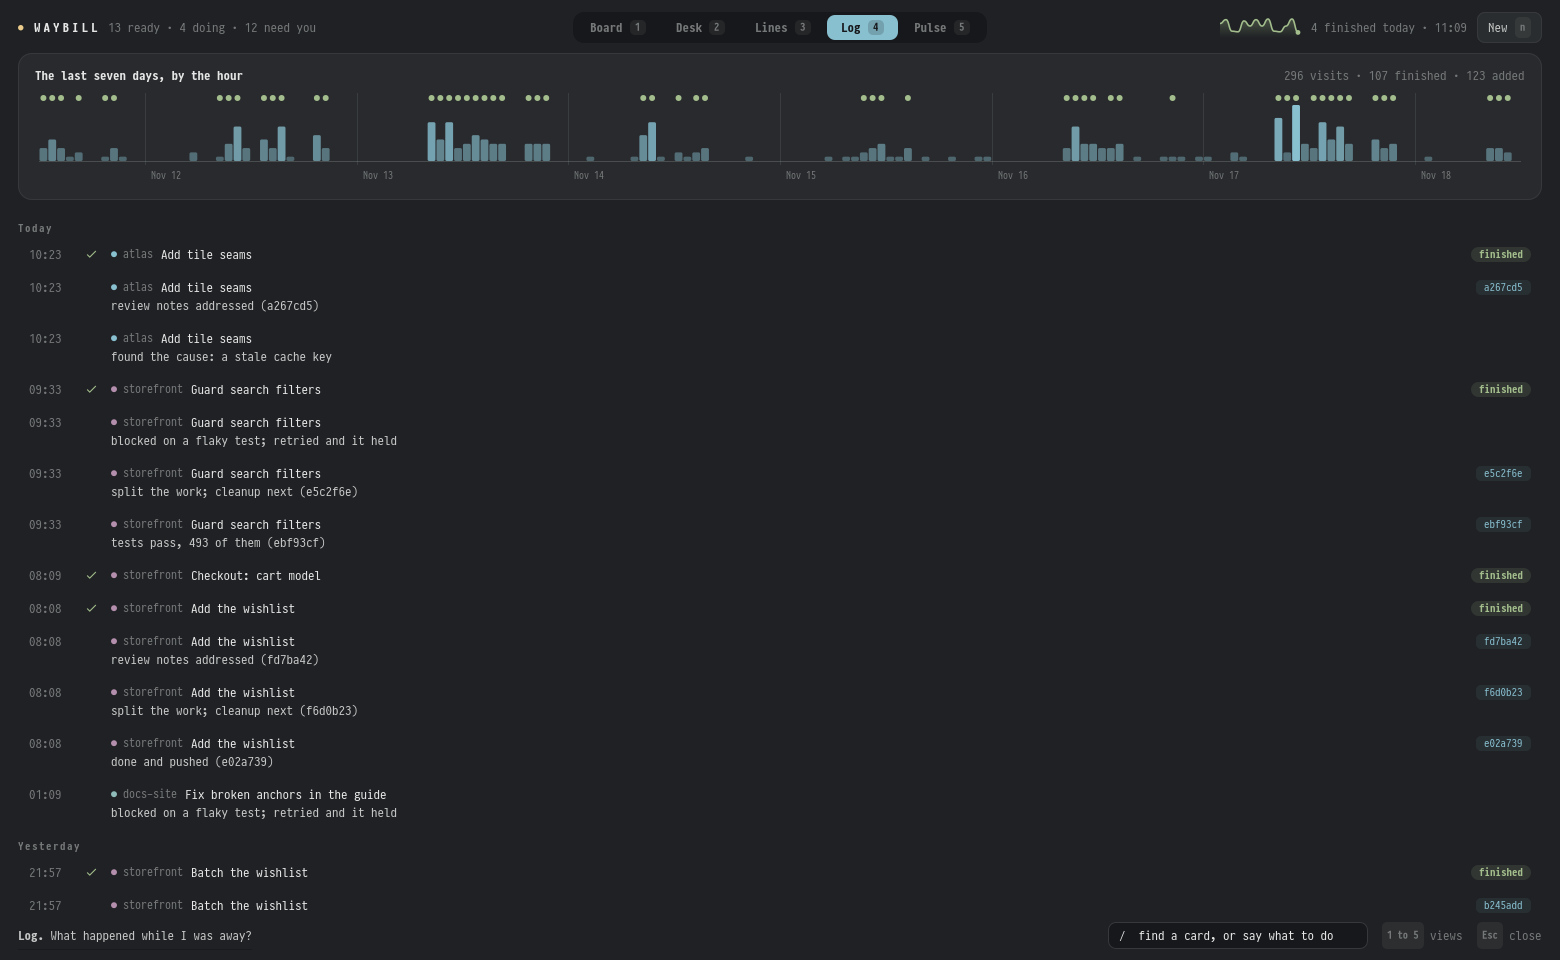 WAYBILL 13 ready · 4 doing · 12 need you
Board 1 Desk 2 Lines 3 Log 4 Pulse 5
4 finished today · 11:09 New n
The last seven days, by the hour
296 visits · 107 finished · 123 added
Nov 12 Nov 13 Nov 14 Nov 15 Nov 16 Nov 17 Nov 18
Today
10:23 atlas Add tile seams finished
10:23 atlas Add tile seams a267cd5
review notes addressed (a267cd5)
10:23 atlas Add tile seams
found the cause: a stale cache key
09:33 storefront Guard search filters finished
09:33 storefront Guard search filters
blocked on a flaky test; retried and it held
09:33 storefront Guard search filters e5c2f6e
split the work; cleanup next (e5c2f6e)
09:33 storefront Guard search filters ebf93cf
tests pass, 493 of them (ebf93cf)
08:09 storefront Checkout: cart model finished
08:08 storefront Add the wishlist finished
08:08 storefront Add the wishlist fd7ba42
review notes addressed (fd7ba42)
08:08 storefront Add the wishlist f6d0b23
split the work; cleanup next (f6d0b23)
08:08 storefront Add the wishlist e02a739
done and pushed (e02a739)
01:09 docs-site Fix broken anchors in the guide
blocked on a flaky test; retried and it held
Yesterday
21:57 storefront Batch the wishlist finished
21:57 storefront Batch the wishlist b245add
Log. What happened while I was away?
/ find a card, or say what to do 1 to 5 views Esc close